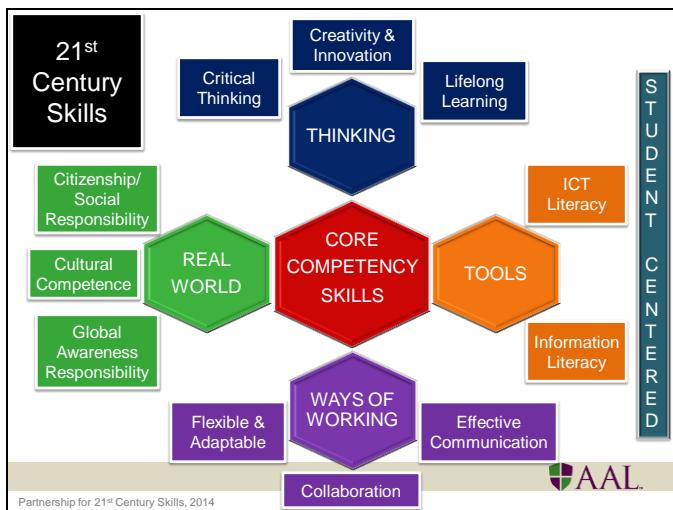 21st
Century
Skills
Creativity &
Innovation
Critical
Thinking
Lifelong
Learning
THINKING
Citizenship/
Social
Responsibility
Cultural
Competence
Global
Awareness
Responsibility
REAL
WORLD
CORE
COMPETENCY
SKILLS
TOOLS
ICT
Literacy
Information
Literacy
WAYS OF
WORKING
Flexible &
Adaptable
Effective
Communication
Collaboration
STUDENT CENTERED
AAL
Partnership for 21st Century Skills, 2014